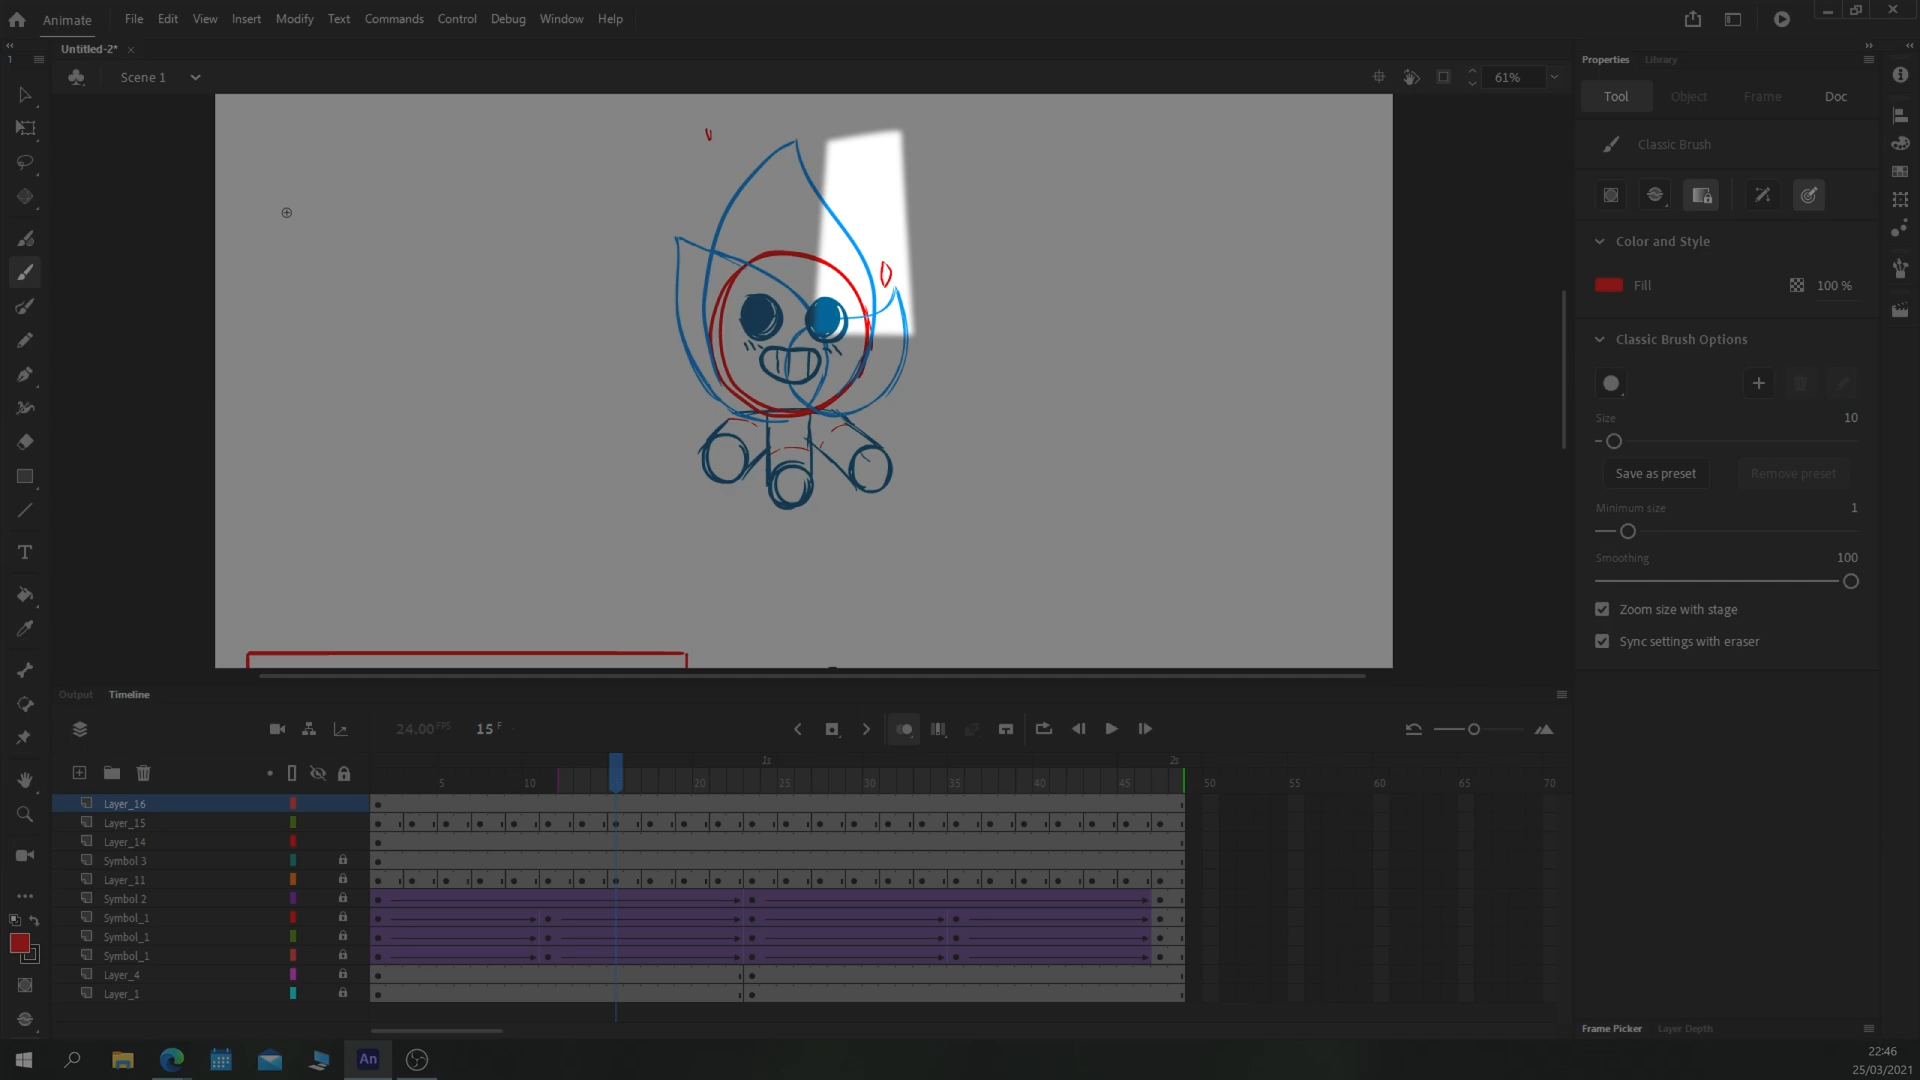 Animate File Edit View Insert Modify Text Commands Control Debug Window Help
Untitled-2*
Properties Library
Scene 1 61%
Tool Object Frame Doc
Classic Brush
Color and Style
Fill 100 %
Classic Brush Options
Size 10
Save as preset Remove preset
Minimum size 1
Smoothing 100
Zoom size with stage
Sync settings with eraser
Output Timeline
24.00 FPS 15 F
1s 2s
5 10 20 25 30 35 40 45 50 55 60 65 70
Layer_16
Layer_15
Layer_14
Symbol 3
Layer_11
Symbol 2
Symbol_1
Symbol_1
Symbol_1
Layer_4
Layer_1
Frame Picker Layer Depth
An
22:46
25/03/2021